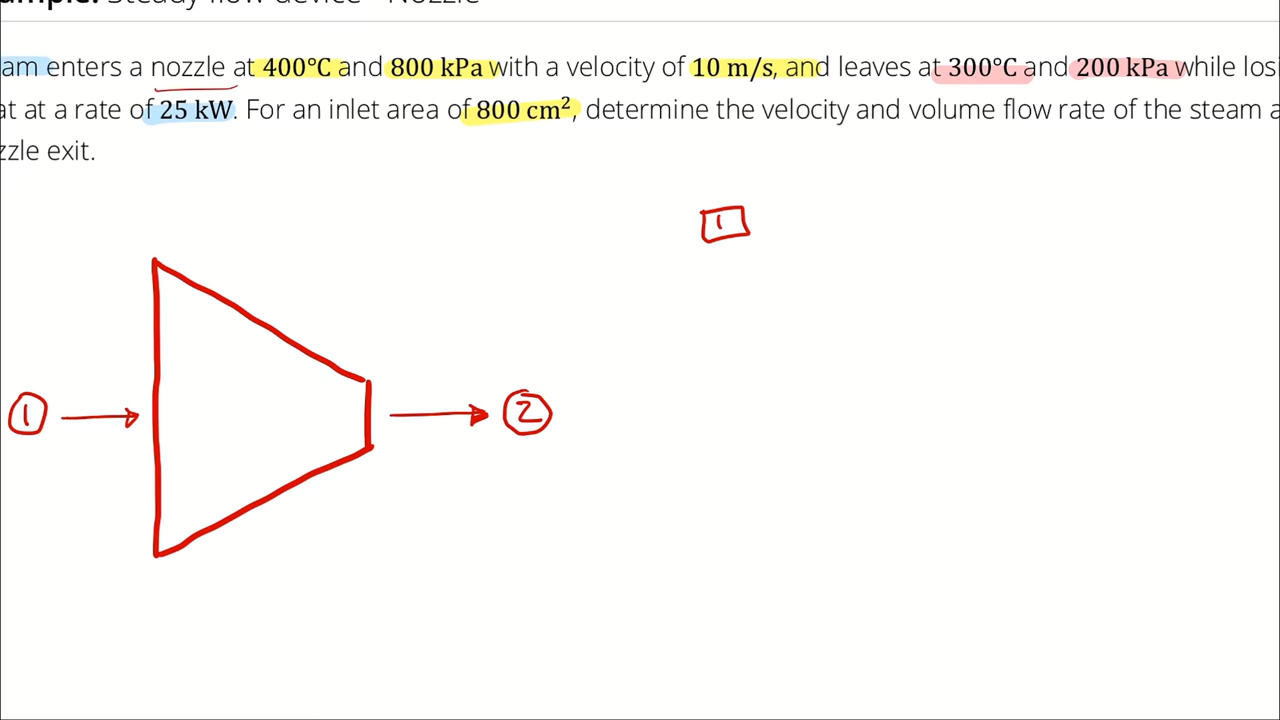 ample: Steady flow device - Nozzle
am enters a nozzle at 400°C and 800 kPa with a velocity of 10 m/s, and leaves at 300°C and 200 kPa while losi
at at a rate of 25 kW. For an inlet area of 800 cm², determine the velocity and volume flow rate of the steam a
zzle exit.
1
1
2